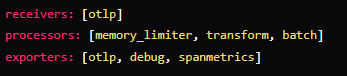 receivers: [otlp]
processors: [memory_limiter, transform, batch]
exporters: [otlp, debug, spanmetrics]